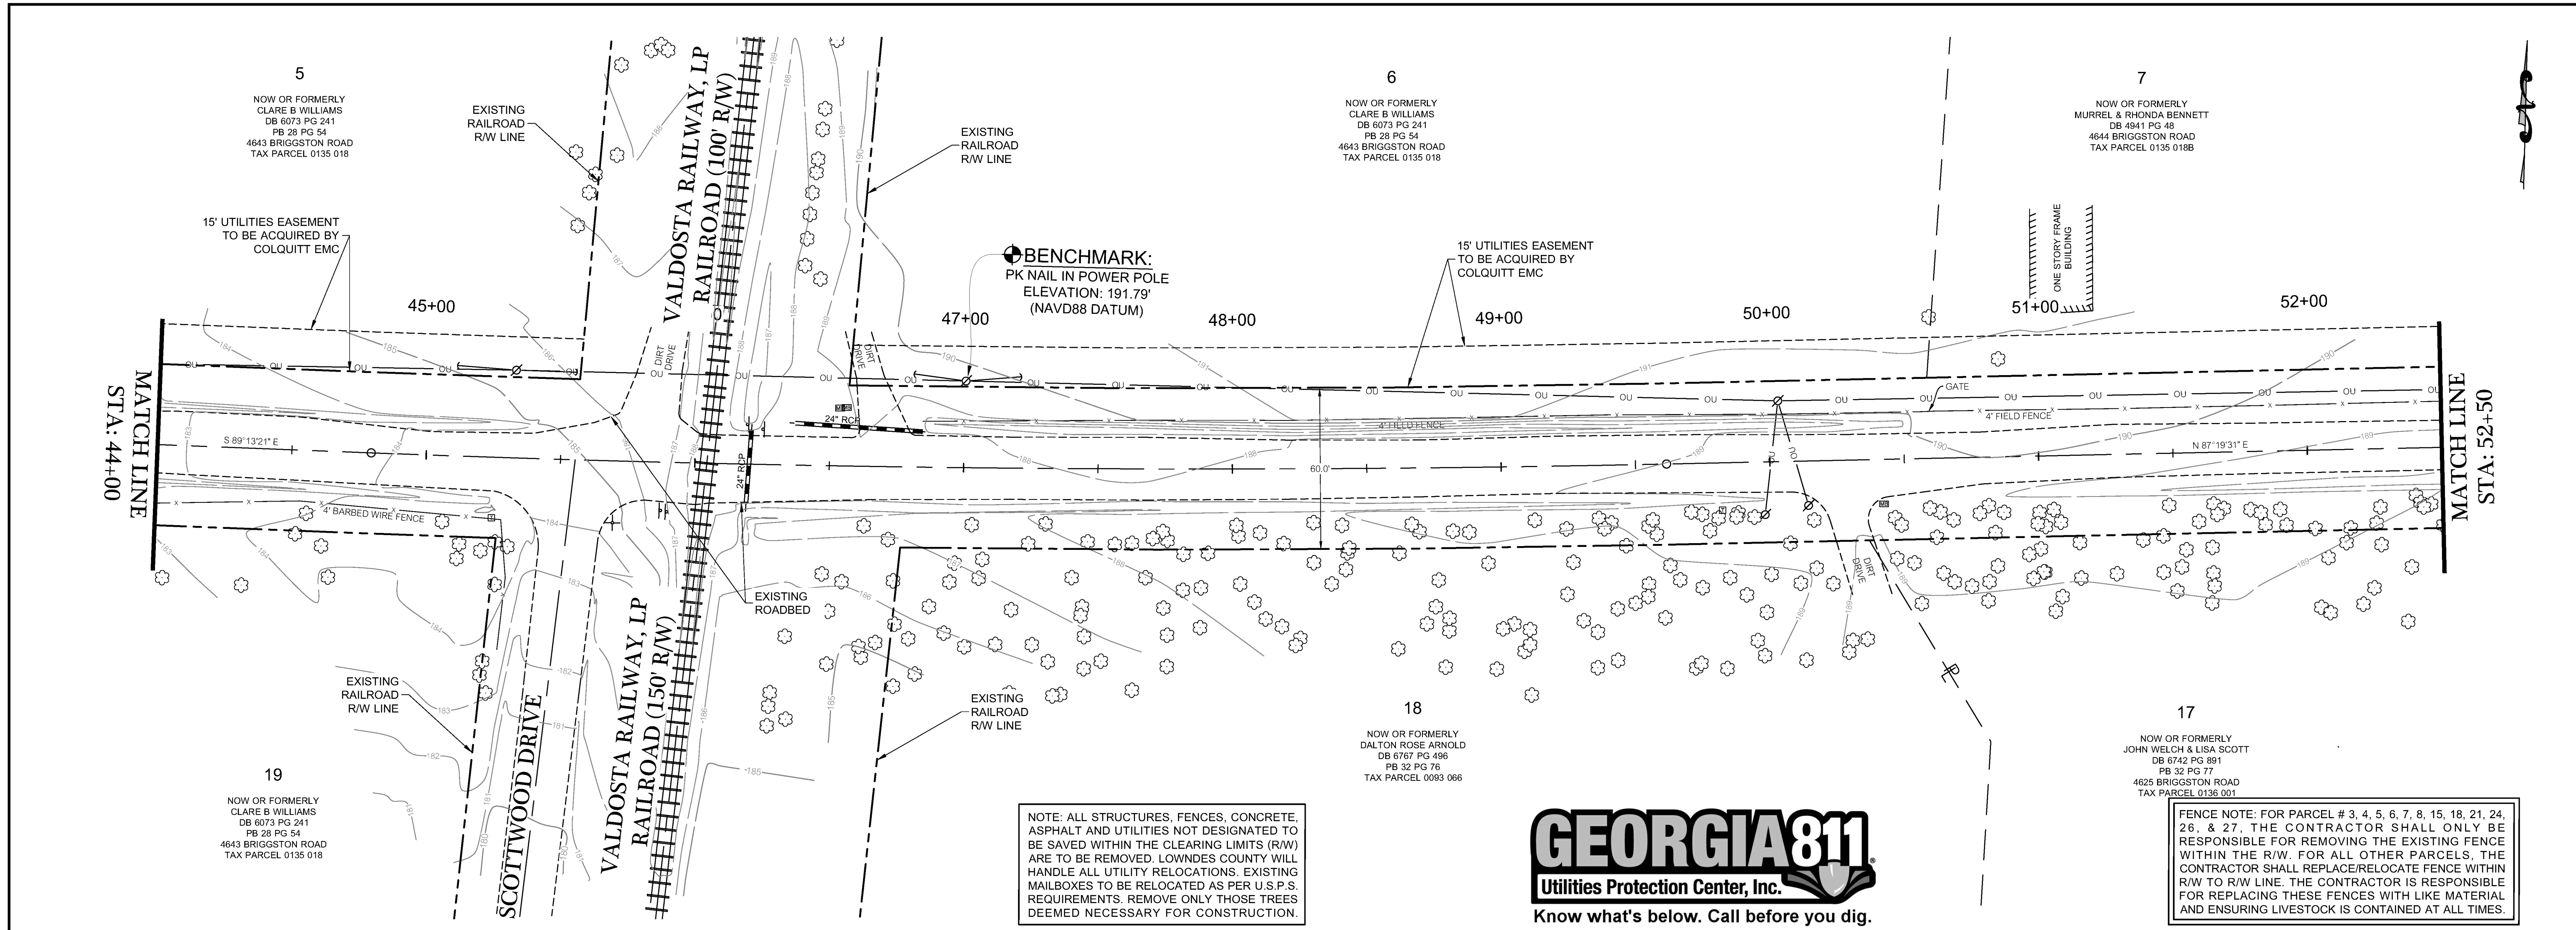 5
NOW OR FORMERLY
CLARE B WILLIAMS
DB 6073 PG 241
PB 28 PG 54
4643 BRIGGSTON ROAD
TAX PARCEL 0135 018
EXISTING
RAILROAD
R/W LINE
VALDOSTA RAILWAY, LP
RAILROAD (100' R/W)
EXISTING
RAILROAD
R/W LINE
6
NOW OR FORMERLY
CLARE B WILLIAMS
DB 6073 PG 241
PB 28 PG 54
4643 BRIGGSTON ROAD
TAX PARCEL 0135 018
7
NOW OR FORMERLY
MURREL & RHONDA BENNETT
DB 4941 PG 48
4644 BRIGGSTON ROAD
TAX PARCEL 0135 018B
15' UTILITIES EASEMENT
TO BE ACQUIRED BY
COLQUITT EMC
BENCHMARK:
PK NAIL IN POWER POLE
ELEVATION: 191.79'
(NAVD88 DATUM)
15' UTILITIES EASEMENT
TO BE ACQUIRED BY
COLQUITT EMC
ONE STORY FRAME
BUILDING
45+00
47+00
48+00
49+00
50+00
51+00
52+00
MATCH LINE
STA: 44+00
DIRT
DRIVE
DIRT
DRIVE
24" RCP
24" RCP
GATE
4' FIELD FENCE
4' FIELD FENCE
S 89°13'21" E
N 87°19'31" E
60.0'
4' BARBED WIRE FENCE
MATCH LINE
STA: 52+50
DIRT
DRIVE
EXISTING
ROADBED
EXISTING
RAILROAD
R/W LINE
SCOTTWOOD DRIVE
VALDOSTA RAILWAY, LP
RAILROAD (150' R/W)
EXISTING
RAILROAD
R/W LINE
19
NOW OR FORMERLY
CLARE B WILLIAMS
DB 6073 PG 241
PB 28 PG 54
4643 BRIGGSTON ROAD
TAX PARCEL 0135 018
18
NOW OR FORMERLY
DALTON ROSE ARNOLD
DB 6767 PG 496
PB 32 PG 76
TAX PARCEL 0093 066
17
NOW OR FORMERLY
JOHN WELCH & LISA SCOTT
DB 6742 PG 891
PB 32 PG 77
4625 BRIGGSTON ROAD
TAX PARCEL 0136 001
NOTE: ALL STRUCTURES, FENCES, CONCRETE,
ASPHALT AND UTILITIES NOT DESIGNATED TO
BE SAVED WITHIN THE CLEARING LIMITS (R/W)
ARE TO BE REMOVED. LOWNDES COUNTY WILL
HANDLE ALL UTILITY RELOCATIONS. EXISTING
MAILBOXES TO BE RELOCATED AS PER U.S.P.S.
REQUIREMENTS. REMOVE ONLY THOSE TREES
DEEMED NECESSARY FOR CONSTRUCTION.
GEORGIA811
Utilities Protection Center, Inc.
Know what's below. Call before you dig.
FENCE NOTE: FOR PARCEL # 3, 4, 5, 6, 7, 8, 15, 18, 21, 24,
26, & 27, THE CONTRACTOR SHALL ONLY BE
RESPONSIBLE FOR REMOVING THE EXISTING FENCE
WITHIN THE R/W. FOR ALL OTHER PARCELS, THE
CONTRACTOR SHALL REPLACE/RELOCATE FENCE WITHIN
R/W TO R/W LINE. THE CONTRACTOR IS RESPONSIBLE
FOR REPLACING THESE FENCES WITH LIKE MATERIAL
AND ENSURING LIVESTOCK IS CONTAINED AT ALL TIMES.